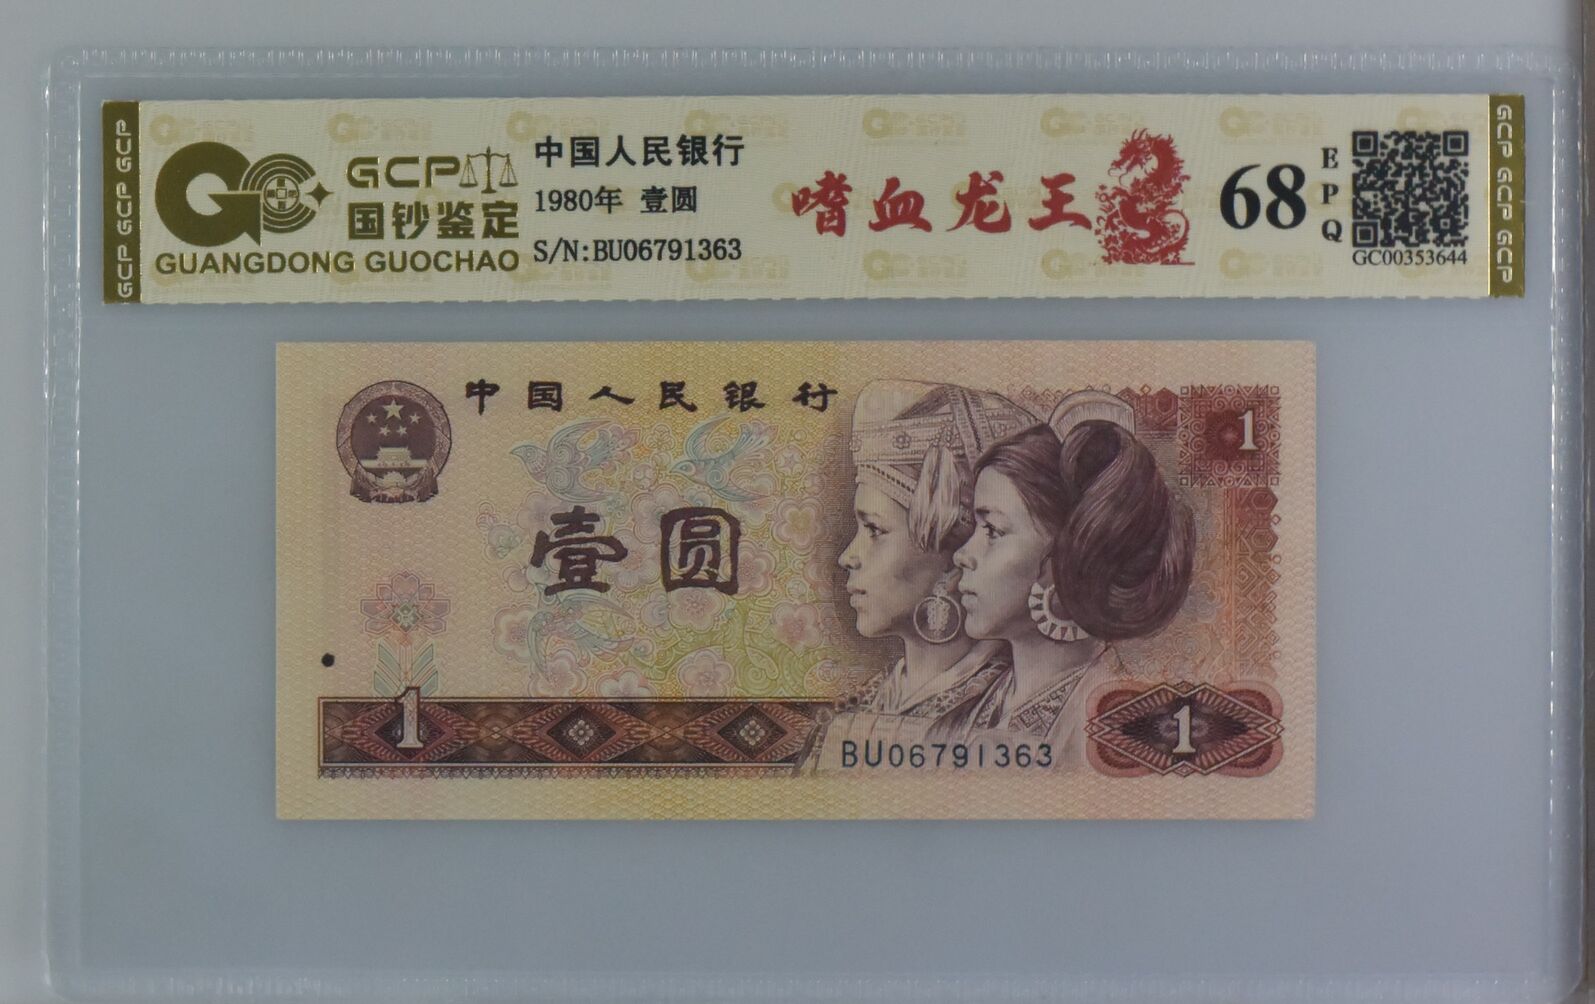 GCP GCP GCP
GCP
国钞鉴定
GUANGDONG GUOCHAO
中国人民银行
1980年 壹圆
S/N:BU06791363
嗜血龙王
68
EPQ
GC00353644
GCP GCP GCP
中国人民银行
1
壹圆
1
BU06791363
1